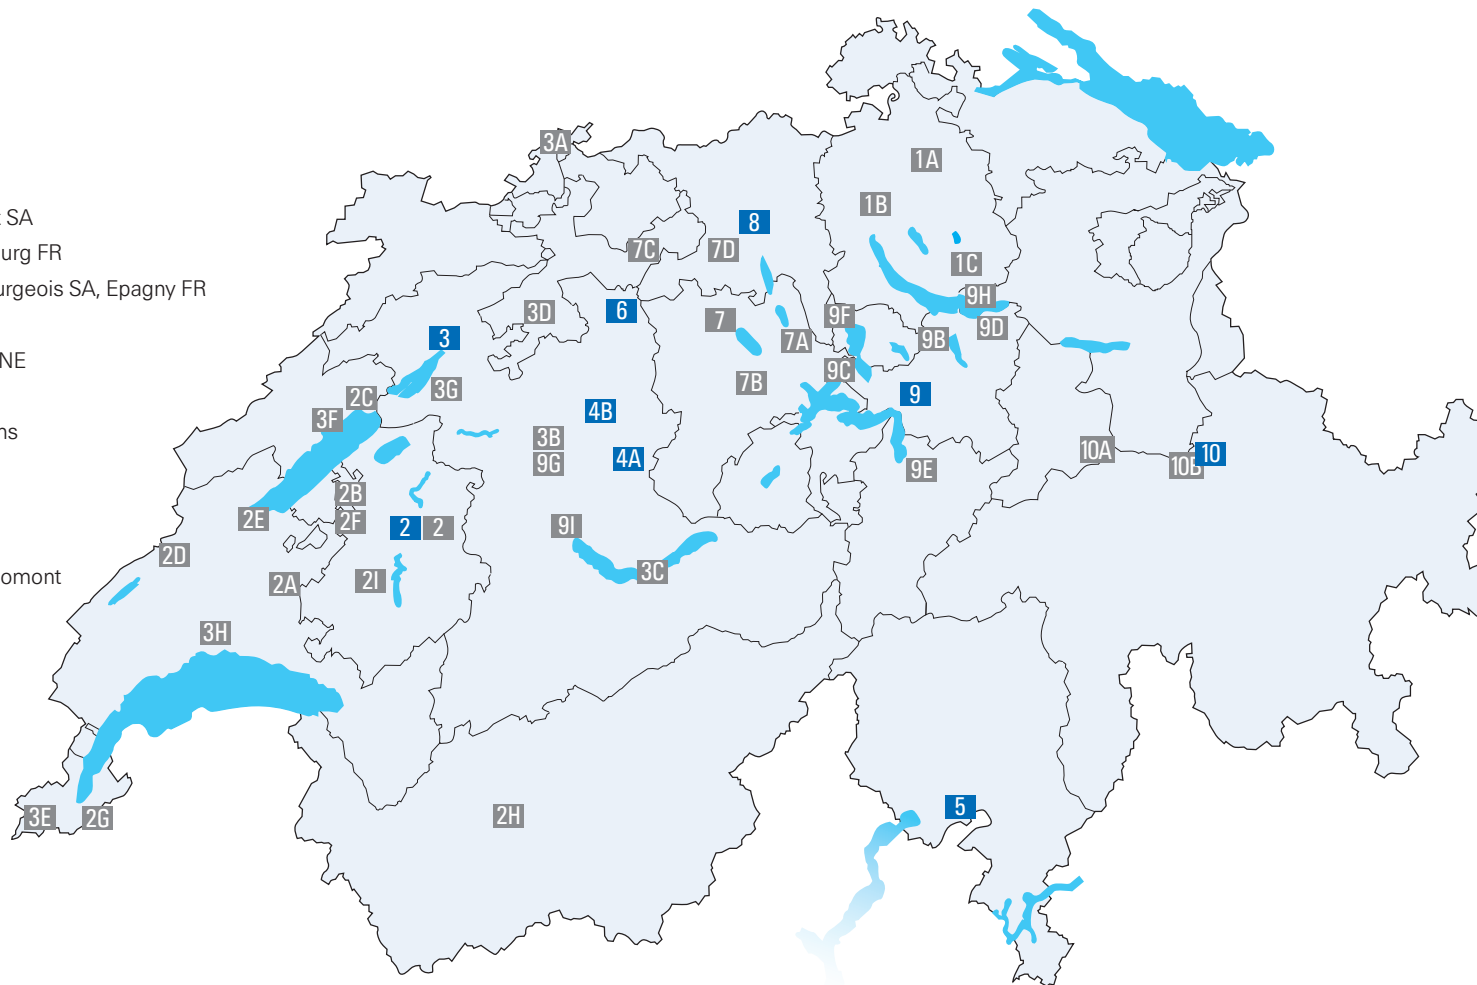 SA
urg FR
urgeois SA, Epagny FR
NE
ns
omont
3A
1A
1B
8
7C
7D
1C
9H
3D
6
7
9F
9D
3
7A
9B
9C
7B
3G
2C
9
3F
4B
3B
9G
4A
10A
10
10B
9E
2B
2E
2F
2
2
9I
2D
3C
2I
2A
3H
5
2H
3E
2G